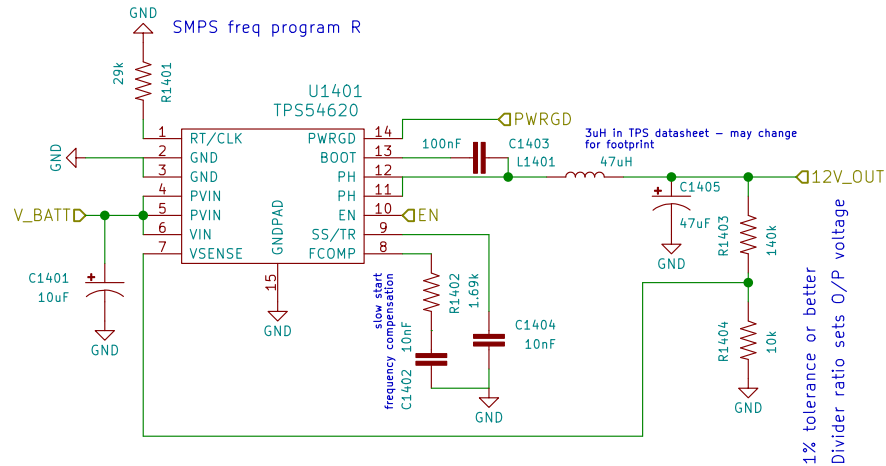 GND
SMPS freq program R
29k
R1401
U1401
TPS54620
1 RT/CLK
2 GND
3 GND
4 PVIN
5 PVIN
6 VIN
7 VSENSE
PWRGD 14
BOOT 13
PH 12
PH 11
EN 10
SS/TR 9
FCOMP 8
GNDPAD
15
GND
GND
V_BATT
C1401
10uF
GND
PWRGD
100nF
C1403
L1401
47uH
3uH in TPS datasheet – may change
for footprint
EN
12V_OUT
C1405
47uF
GND
R1403
140k
R1404
10k
GND
R1402
1.69k
slow start
frequency compensation
10nF
C1402
C1404
10nF
GND
1% tolerance or better
Divider ratio sets O/P voltage